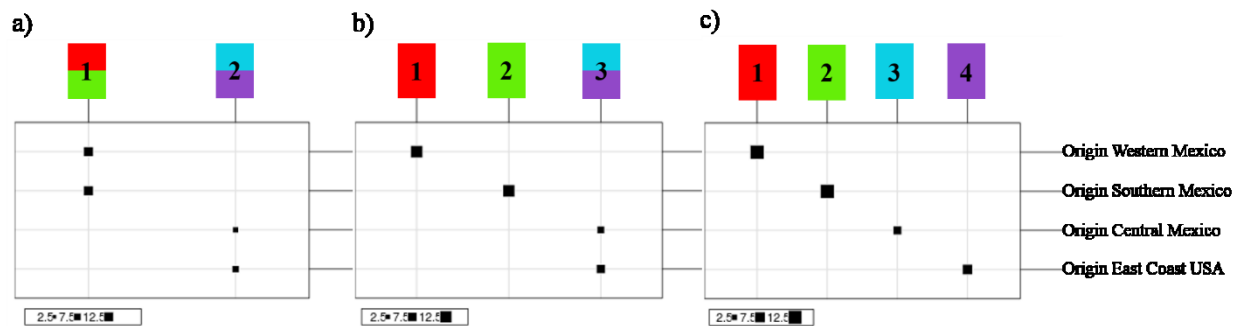 a)
1
2
b)
1
2
3
c)
1
2
3
4
Origin Western Mexico
Origin Southern Mexico
Origin Central Mexico
Origin East Coast USA
2.5 7.5 12.5
2.5 7.5 12.5
2.5 7.5 12.5